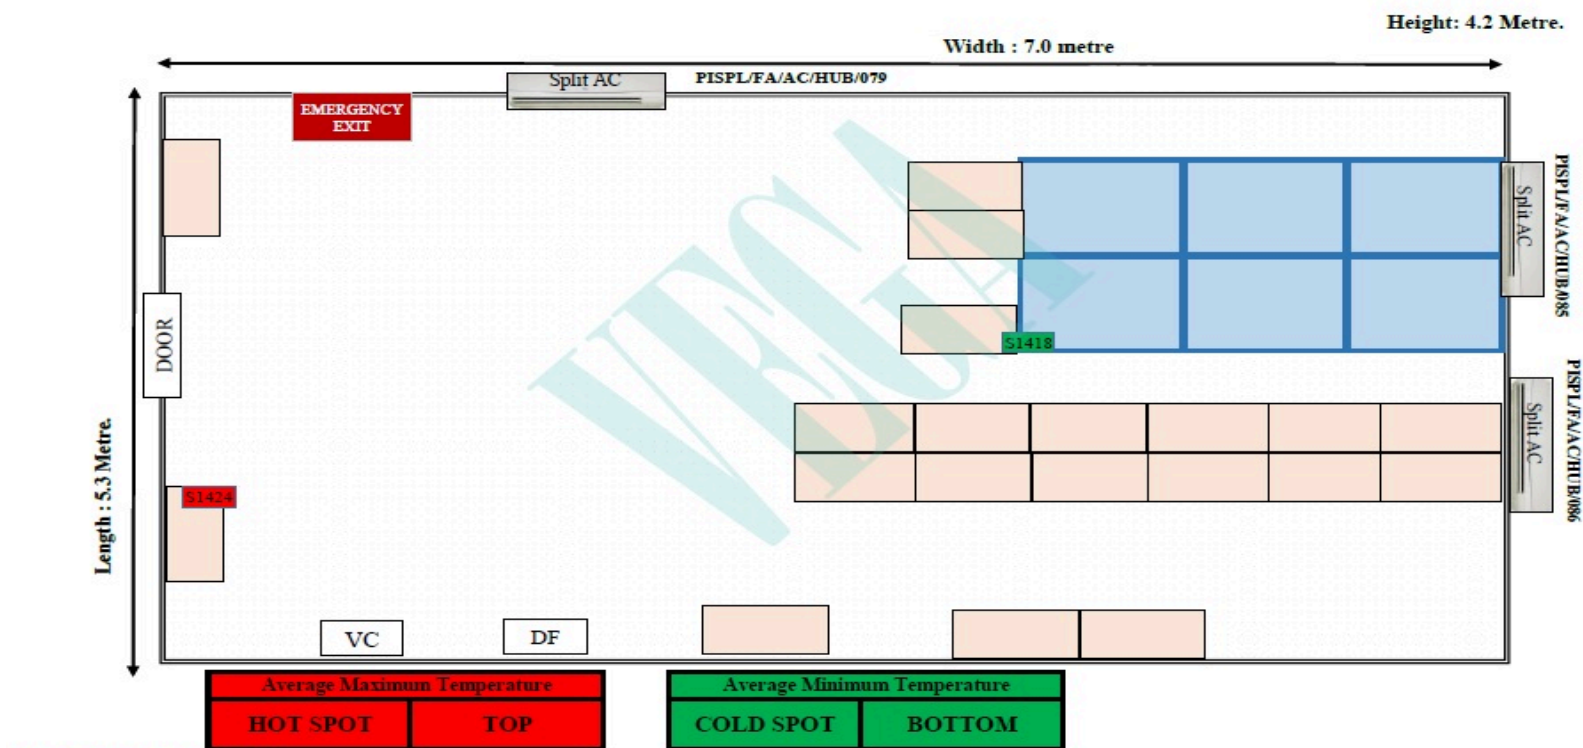 Height: 4.2 Metre.
Width : 7.0 metre
Split AC
PISPL/FA/AC/HUB/079
EMERGENCY
EXIT
VEGA
Split AC
PISPL/FA/AC/HUB/085
DOOR
S1418
Split AC
PISPL/FA/AC/HUB/086
Length : 5.3 Metre.
S1424
VC
DF
Average Maximum Temperature
HOT SPOT
TOP
Average Minimum Temperature
COLD SPOT
BOTTOM